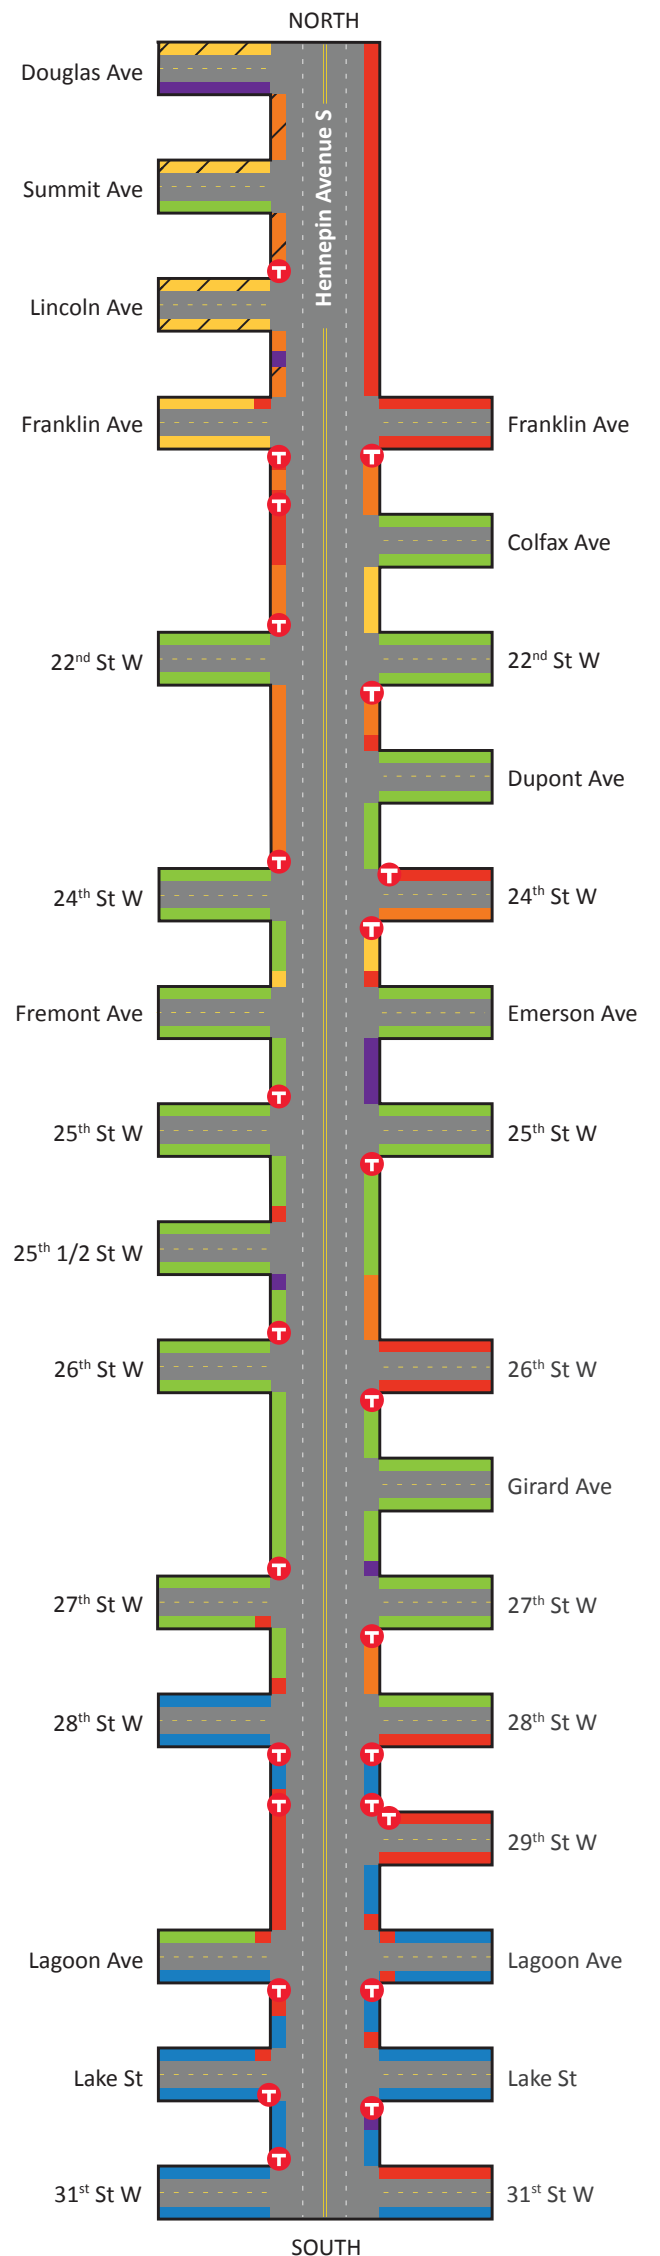 NORTH
Douglas Ave
Hennepin Avenue S
Summit Ave
Lincoln Ave
Franklin Ave
Franklin Ave
T
T
T
T
Colfax Ave
T
22nd St W
22nd St W
T
Dupont Ave
T
T
24th St W
24th St W
T
Fremont Ave
Emerson Ave
T
25th St W
25th St W
T
25th 1/2 St W
T
26th St W
26th St W
T
Girard Ave
T
27th St W
27th St W
T
28th St W
28th St W
T
T
T
T
T
29th St W
Lagoon Ave
Lagoon Ave
T
T
Lake St
Lake St
T
T
T
31st St W
31st St W
SOUTH